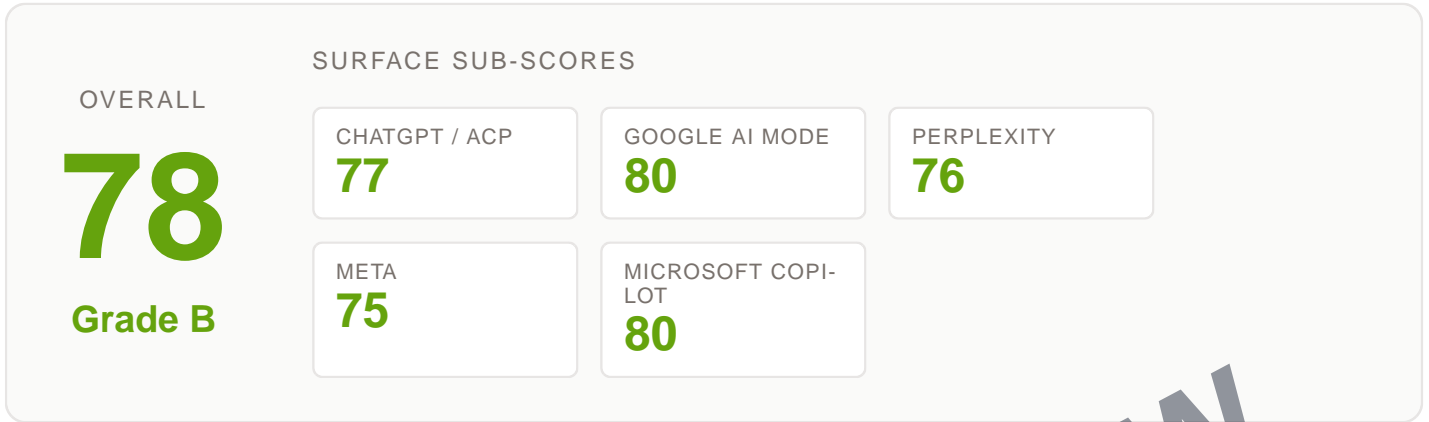 SURFACE SUB-SCORES
OVERALL
78
Grade B
CHATGPT / ACP
77
GOOGLE AI MODE
80
PERPLEXITY
76
META
75
MICROSOFT COPI-
LOT
80